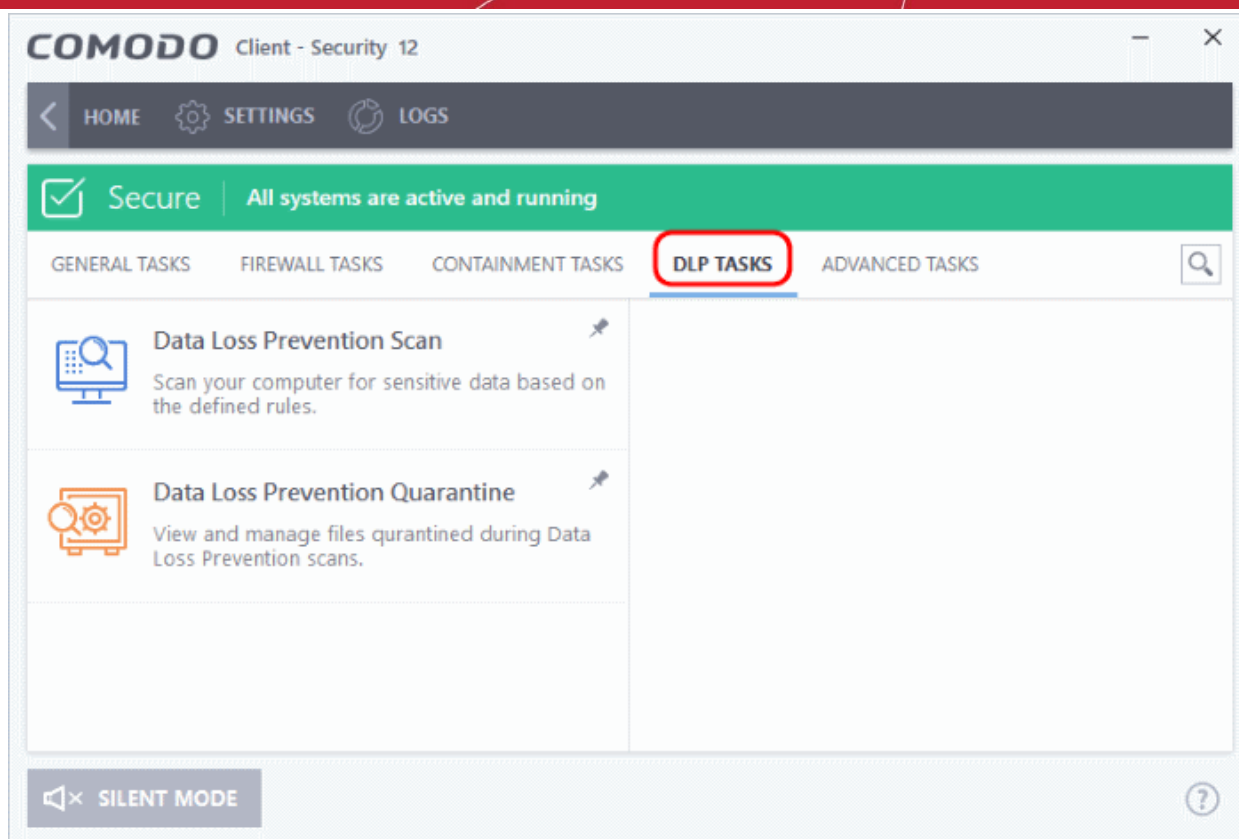 COMODO Client - Security 12
HOME SETTINGS LOGS
Secure All systems are active and running
GENERAL TASKS FIREWALL TASKS CONTAINMENT TASKS DLP TASKS ADVANCED TASKS
Data Loss Prevention Scan
Scan your computer for sensitive data based on
the defined rules.
Data Loss Prevention Quarantine
View and manage files qurantined during Data
Loss Prevention scans.
SILENT MODE
?